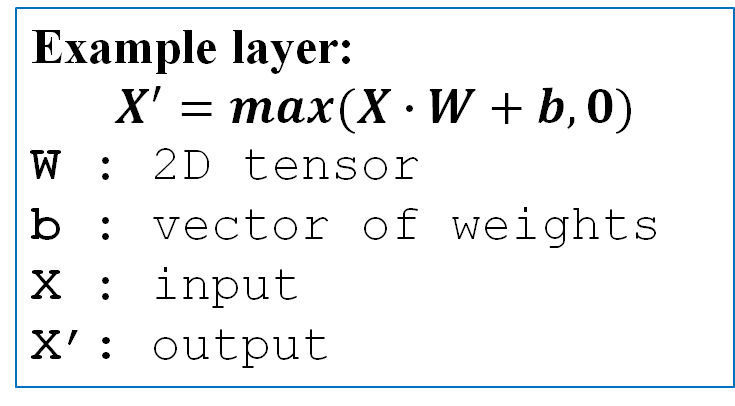 Example layer:
X′ = max(X · W + b, 0)
W : 2D tensor
b : vector of weights
X : input
X′: output